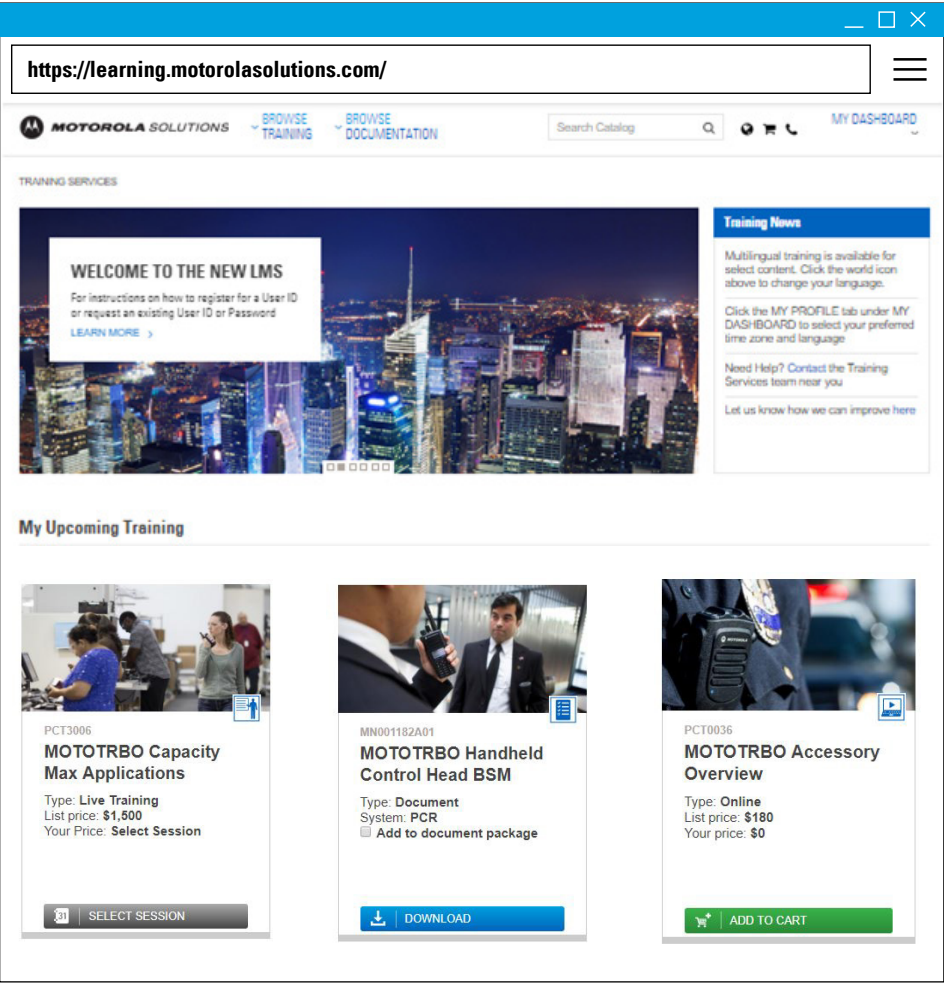 https://learning.motorolasolutions.com/
MOTOROLA SOLUTIONS
BROWSE
TRAINING
BROWSE
DOCUMENTATION
Search Catalog
MY DASHBOARD
TRAINING SERVICES
WELCOME TO THE NEW LMS
For instructions on how to register for a User ID
or request an existing User ID or Password
LEARN MORE >
Training News
Multilingual training is available for
select content. Click the world icon
above to change your language.
Click the MY PROFILE tab under MY
DASHBOARD to select your preferred
time zone and language
Need Help? Contact the Training
Services team near you
Let us know how we can improve here
My Upcoming Training
PCT3006
MOTOTRBO Capacity
Max Applications
Type: Live Training
List price: $1,500
Your Price: Select Session
31 SELECT SESSION
MN001182A01
MOTOTRBO Handheld
Control Head BSM
Type: Document
System: PCR
Add to document package
DOWNLOAD
MOTOROLA
PCT0036
MOTOTRBO Accessory
Overview
Type: Online
List price: $180
Your price: $0
ADD TO CART